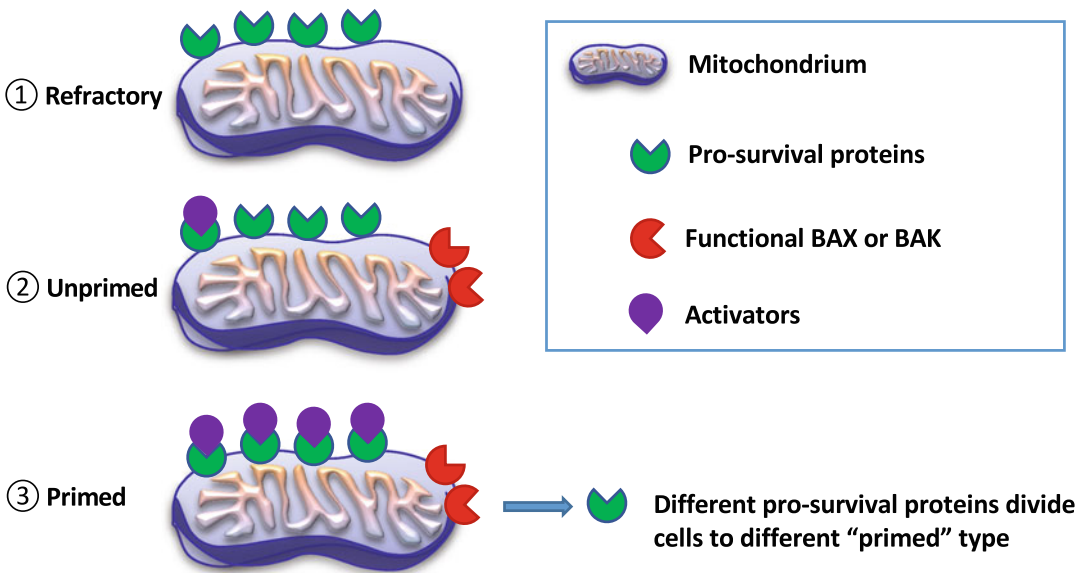 ① Refractory
② Unprimed
③ Primed
Mitochondrium
Pro-survival proteins
Functional BAX or BAK
Activators
Different pro-survival proteins divide
cells to different “primed” type